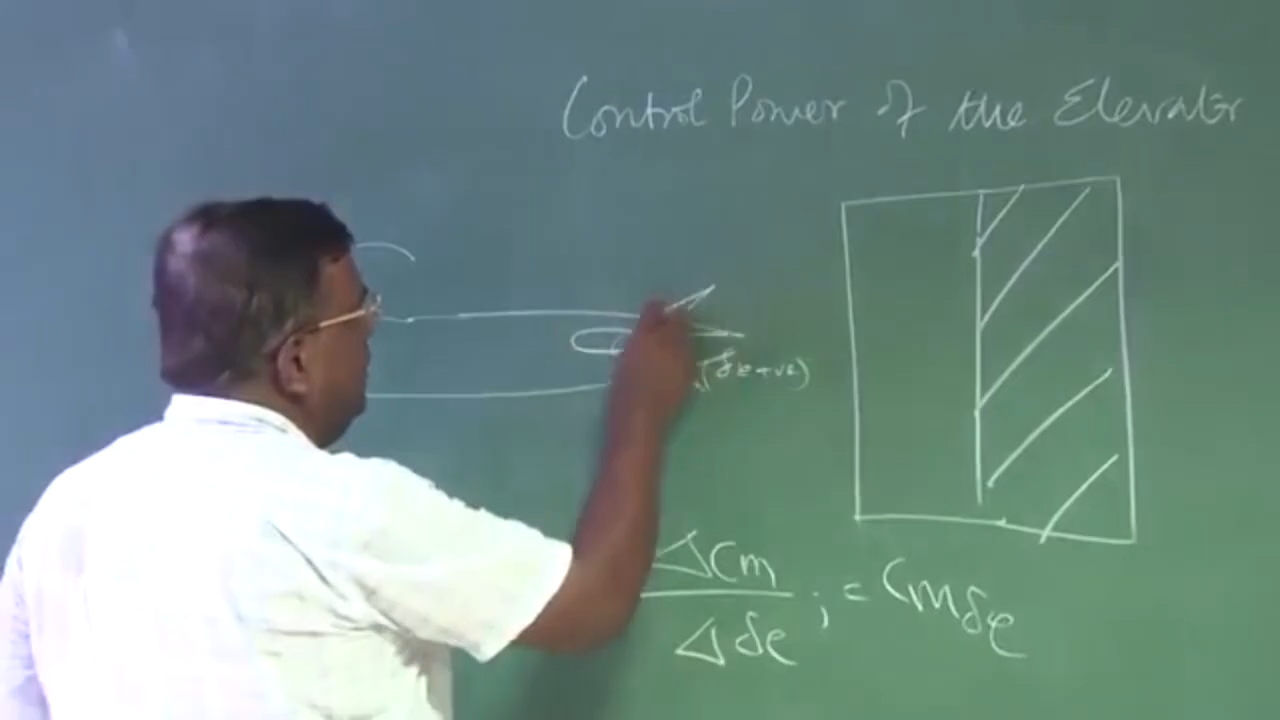 Control Power of the Elevator
(δe +ve)
ΔCm
Δδe
; = Cmδe